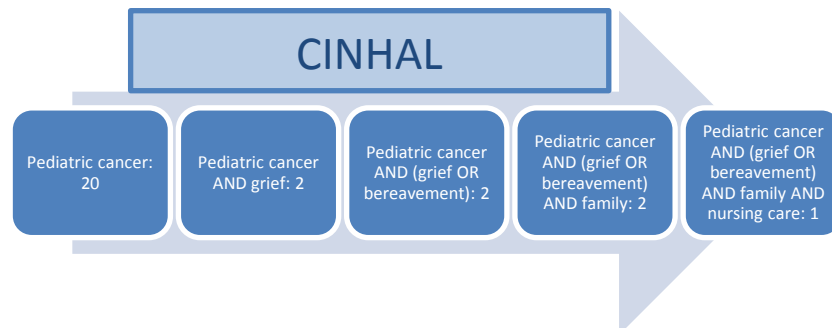 CINHAL
Pediatric cancer:
20
Pediatric cancer
AND grief: 2
Pediatric cancer
AND (grief OR
bereavement): 2
Pediatric cancer
AND (grief OR
bereavement)
AND family: 2
Pediatric cancer
AND (grief OR
bereavement)
AND family AND
nursing care: 1